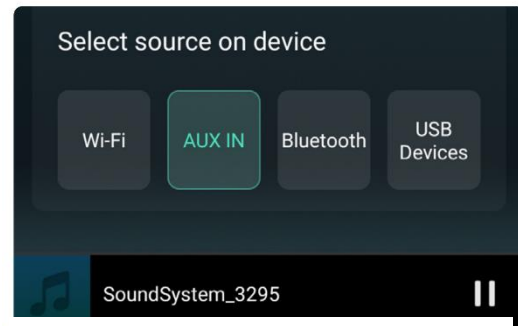 Select source on device
Wi-Fi
AUX IN
Bluetooth
USB
Devices
SoundSystem_3295